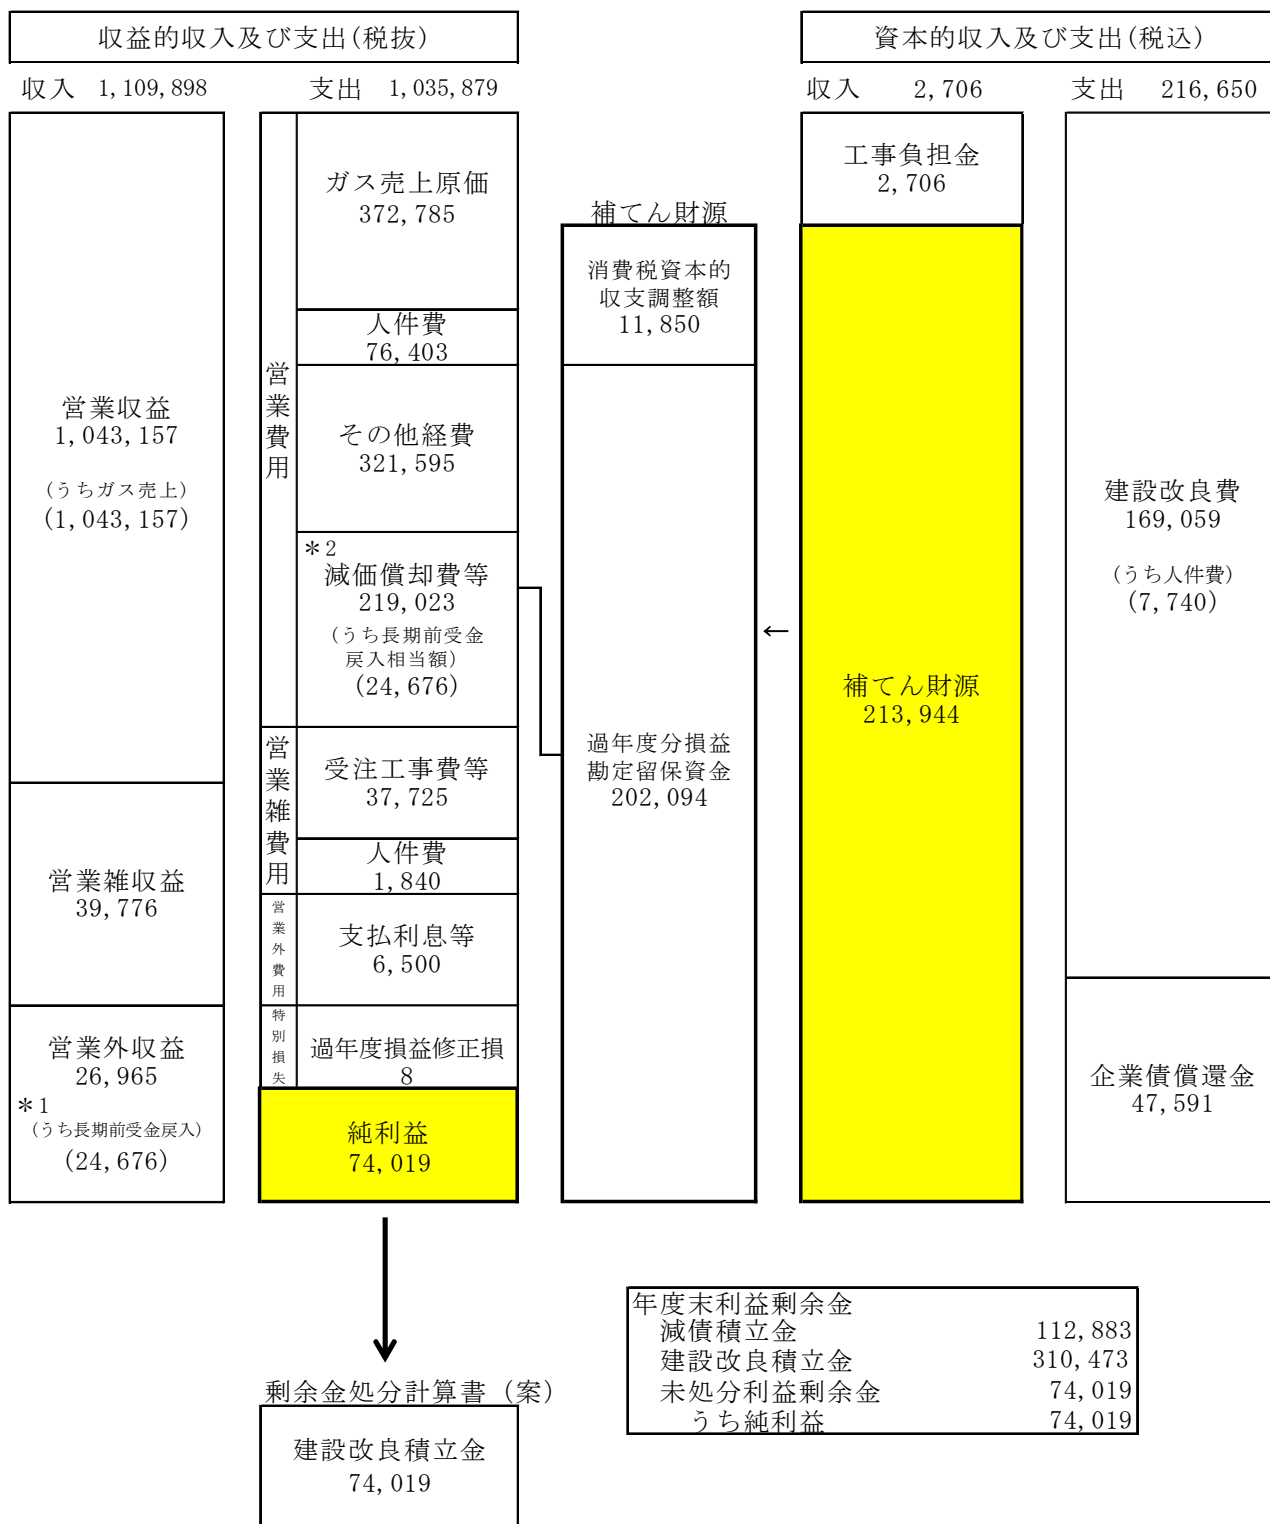 収益的収入及び支出(税抜)
収入 1,109,898
支出 1,035,879
営業収益
1,043,157
(うちガス売上)
(1,043,157)
営業雑収益
39,776
営業外収益
26,965
*1
(うち長期前受金戻入)
(24,676)
営業費用
ガス売上原価
372,785
人件費
76,403
その他経費
321,595
*2
減価償却費等
219,023
(うち長期前受金
戻入相当額)
(24,676)
営業雑費用
受注工事費等
37,725
人件費
1,840
営業外費用
支払利息等
6,500
特別損失
過年度損益修正損
8
純利益
74,019
補てん財源
消費税資本的
収支調整額
11,850
過年度分損益
勘定留保資金
202,094
←
資本的収入及び支出(税込)
収入 2,706
支出 216,650
工事負担金
2,706
補てん財源
213,944
建設改良費
169,059
(うち人件費)
(7,740)
企業債償還金
47,591
剰余金処分計算書(案)
建設改良積立金
74,019
年度末利益剰余金
減債積立金 112,883
建設改良積立金 310,473
未処分利益剰余金 74,019
うち純利益 74,019